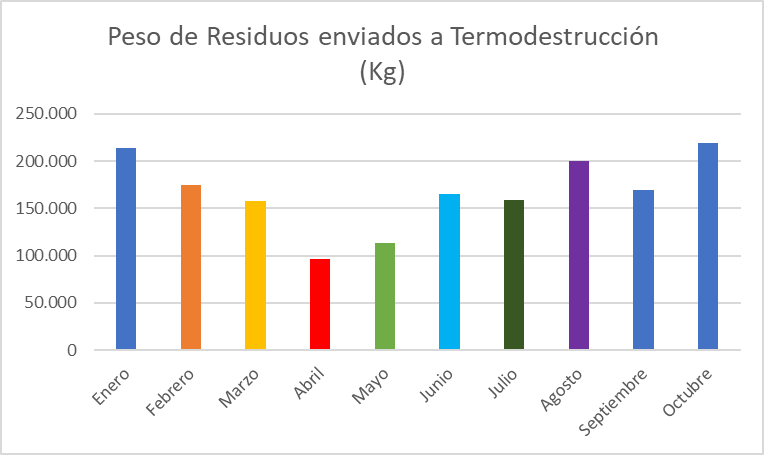 Peso de Residuos enviados a Termodestrucción
(Kg)
250.000
200.000
150.000
100.000
50.000
0
Enero
Febrero
Marzo
Abril
Mayo
Junio
Julio
Agosto
Septiembre
Octubre